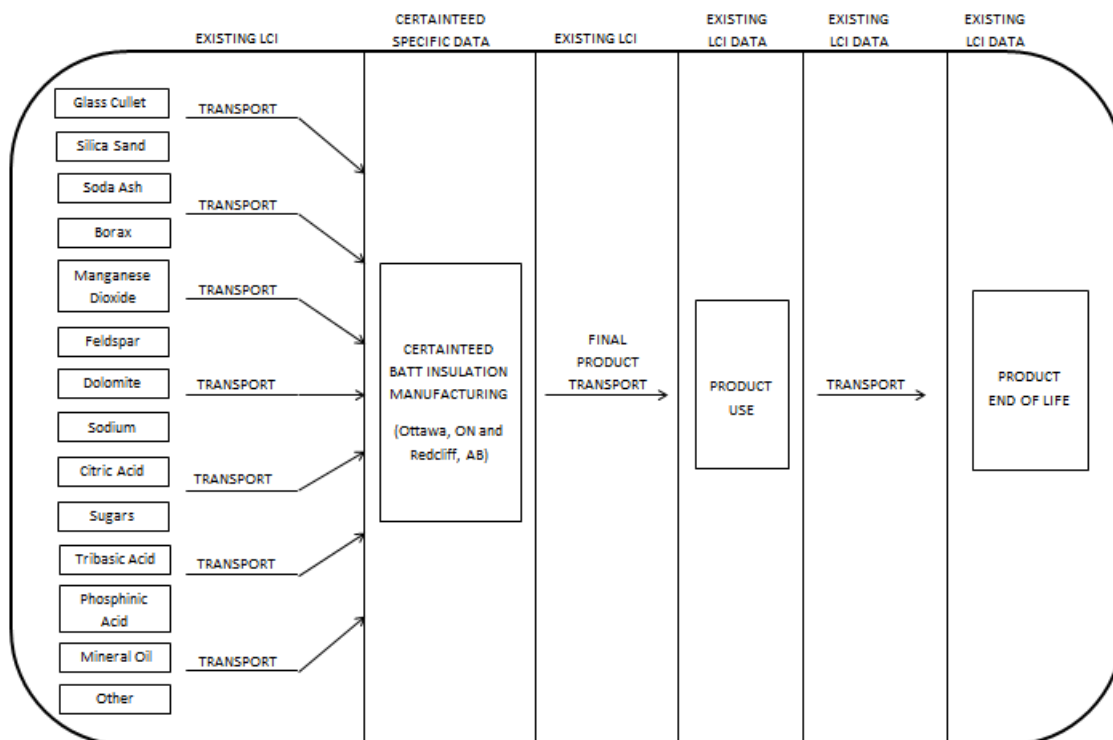 EXISTING LCI
CERTAINTEED
SPECIFIC DATA
EXISTING LCI
EXISTING
LCI DATA
EXISTING
LCI DATA
EXISTING
LCI DATA
Glass Cullet
TRANSPORT
Silica Sand
Soda Ash
TRANSPORT
Borax
Manganese
Dioxide
TRANSPORT
Feldspar
Dolomite
TRANSPORT
Sodium
Citric Acid
TRANSPORT
Sugars
Tribasic Acid
TRANSPORT
Phosphinic
Acid
Mineral Oil
TRANSPORT
Other
CERTAINTEED
BATT INSULATION
MANUFACTURING
(Ottawa, ON and
Redcliff, AB)
FINAL
PRODUCT
TRANSPORT
PRODUCT
USE
TRANSPORT
PRODUCT
END OF LIFE